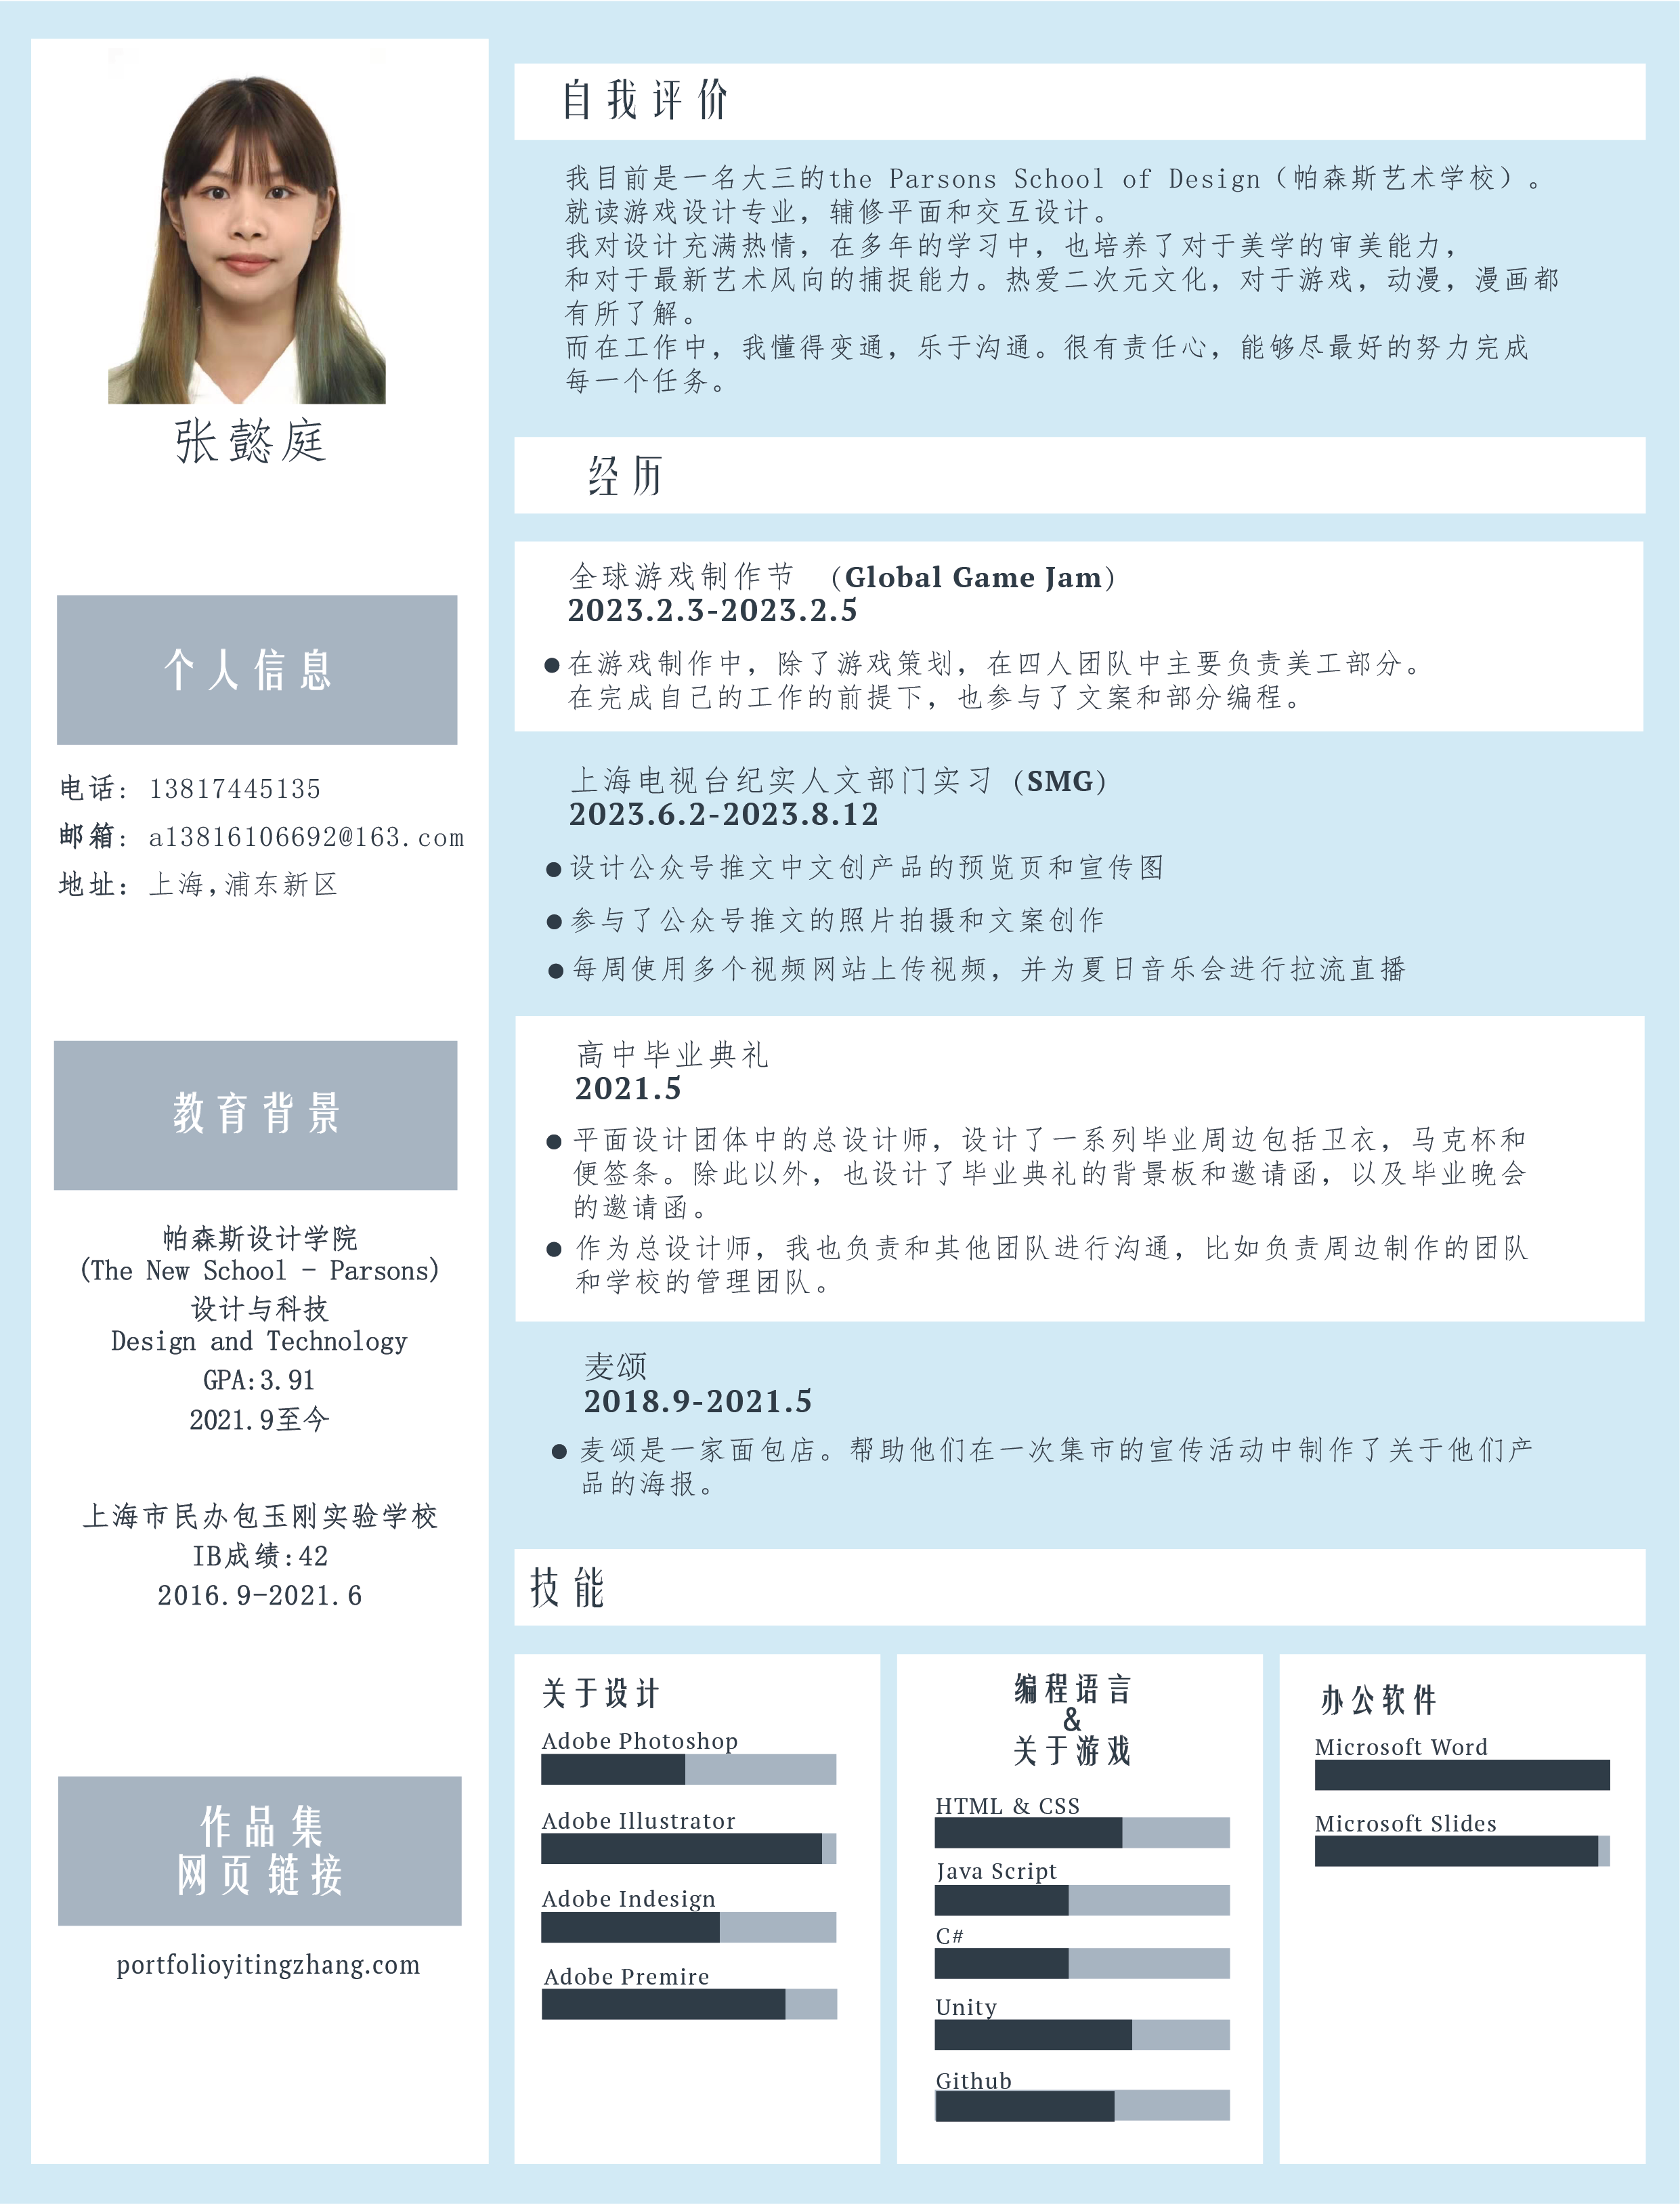 张懿庭
个人信息
电话: 13817445135
邮箱: a13816106692@163.com
地址: 上海,浦东新区
教育背景
帕森斯设计学院
(The New School - Parsons)
设计与科技
Design and Technology
GPA:3.91
2021.9至今
上海市民办包玉刚实验学校
IB成绩:42
2016.9-2021.6
作品集
网页链接
portfolioyitingzhang.com
自我评价
我目前是一名大三的the Parsons School of Design（帕森斯艺术学校）。
就读游戏设计专业，辅修平面和交互设计。
我对设计充满热情，在多年的学习中，也培养了对于美学的审美能力，
和对于最新艺术风向的捕捉能力。热爱二次元文化，对于游戏，动漫，漫画都
有所了解。
而在工作中，我懂得变通，乐于沟通。很有责任心，能够尽最好的努力完成
每一个任务。
经历
全球游戏制作节 （Global Game Jam）
2023.2.3-2023.2.5
●在游戏制作中，除了游戏策划，在四人团队中主要负责美工部分。
在完成自己的工作的前提下，也参与了文案和部分编程。
上海电视台纪实人文部门实习（SMG）
2023.6.2-2023.8.12
●设计公众号推文中文创产品的预览页和宣传图
●参与了公众号推文的照片拍摄和文案创作
●每周使用多个视频网站上传视频，并为夏日音乐会进行拉流直播
高中毕业典礼
2021.5
●平面设计团体中的总设计师，设计了一系列毕业周边包括卫衣，马克杯和
便签条。除此以外，也设计了毕业典礼的背景板和邀请函，以及毕业晚会
的邀请函。
●作为总设计师，我也负责和其他团队进行沟通，比如负责周边制作的团队
和学校的管理团队。
麦颂
2018.9-2021.5
●麦颂是一家面包店。帮助他们在一次集市的宣传活动中制作了关于他们产
品的海报。
技能
关于设计
Adobe Photoshop
Adobe Illustrator
Adobe Indesign
Adobe Premire
编程语言
&
关于游戏
HTML & CSS
Java Script
C#
Unity
Github
办公软件
Microsoft Word
Microsoft Slides